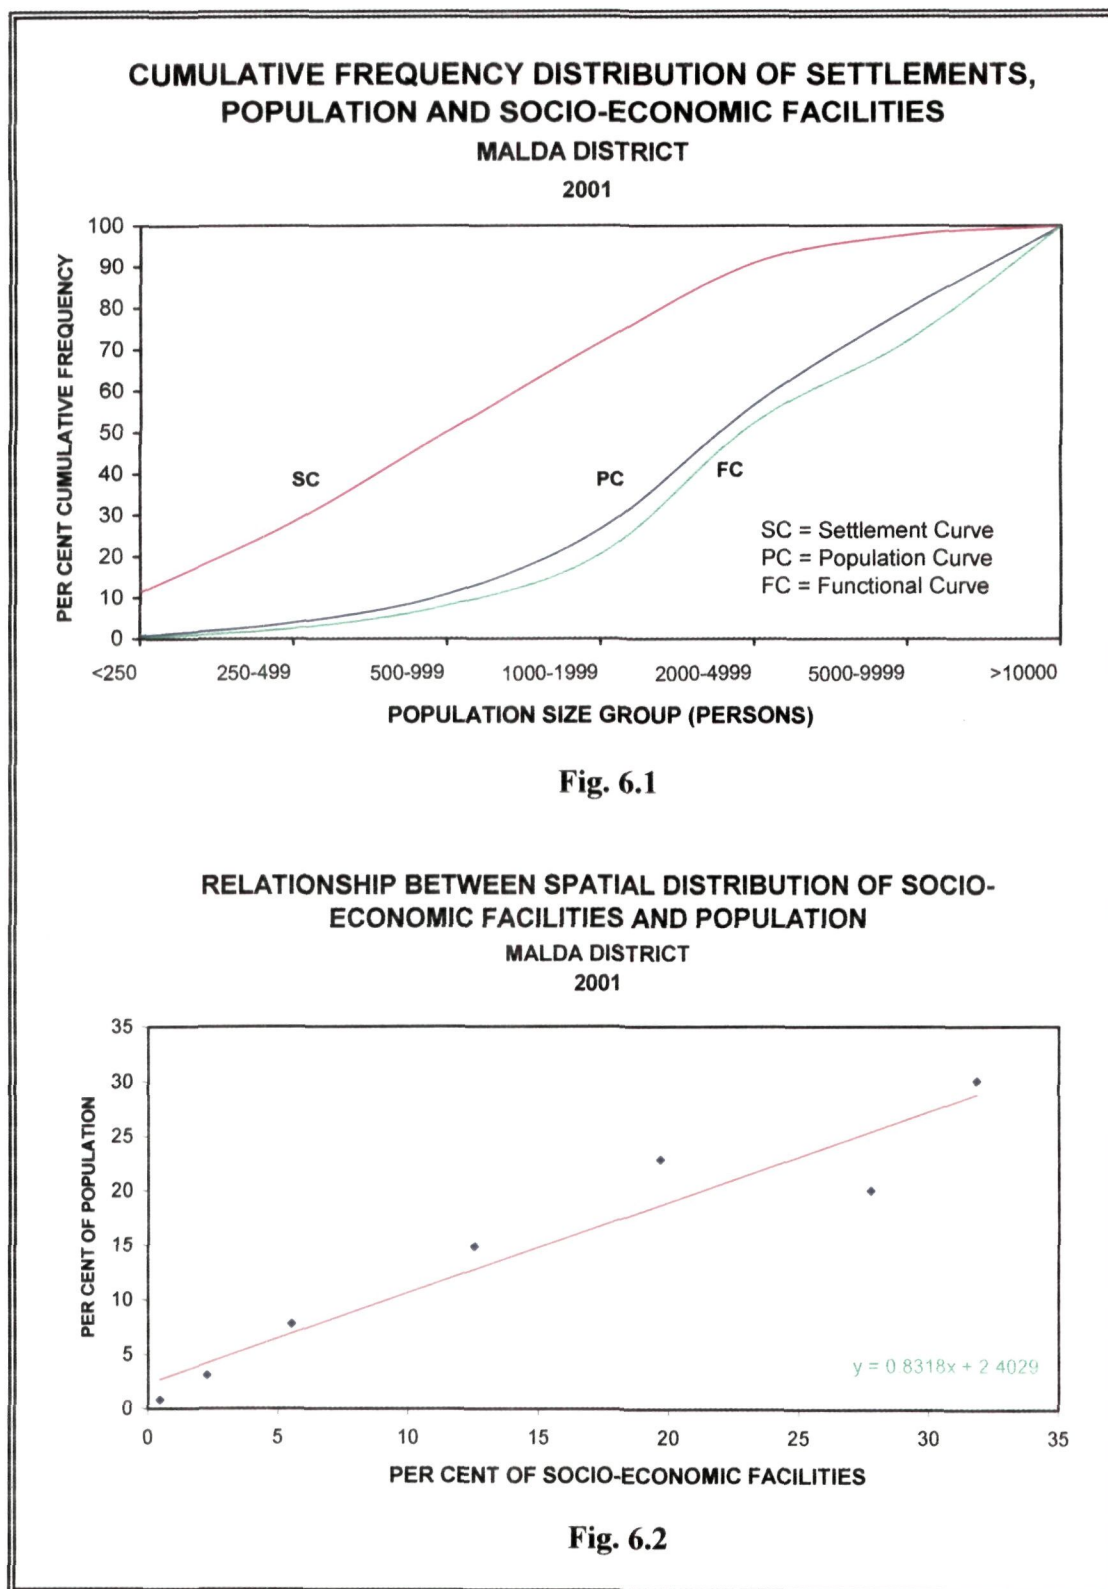 CUMULATIVE FREQUENCY DISTRIBUTION OF SETTLEMENTS,
POPULATION AND SOCIO-ECONOMIC FACILITIES
MALDA DISTRICT
2001
PER CENT CUMULATIVE FREQUENCY
100
90
80
70
60
50
40
30
20
10
0
SC
PC
FC
SC = Settlement Curve
PC = Population Curve
FC = Functional Curve
<250 250-499 500-999 1000-1999 2000-4999 5000-9999 >10000
POPULATION SIZE GROUP (PERSONS)
Fig. 6.1
RELATIONSHIP BETWEEN SPATIAL DISTRIBUTION OF SOCIO-
ECONOMIC FACILITIES AND POPULATION
MALDA DISTRICT
2001
PER CENT OF POPULATION
35
30
25
20
15
10
5
0
y = 0 8318x + 2 4029
0 5 10 15 20 25 30 35
PER CENT OF SOCIO-ECONOMIC FACILITIES
Fig. 6.2